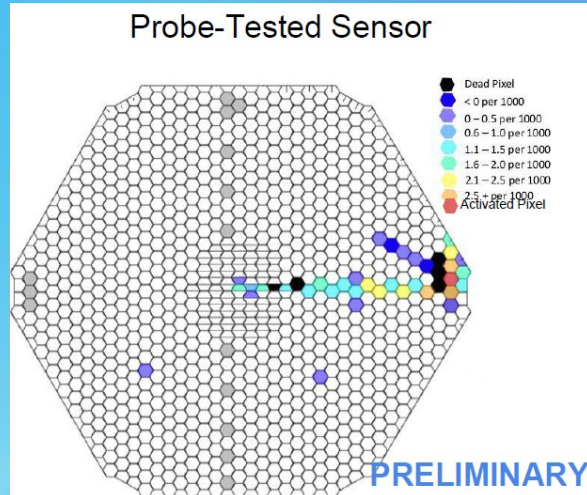 Probe-Tested Sensor
Dead Pixel
< 0 per 1000
0 – 0.5 per 1000
0.6 – 1.0 per 1000
1.1 – 1.5 per 1000
1.6 – 2.0 per 1000
2.1 – 2.5 per 1000
2.5 + per 1000
Activated Pixel
PRELIMINARY